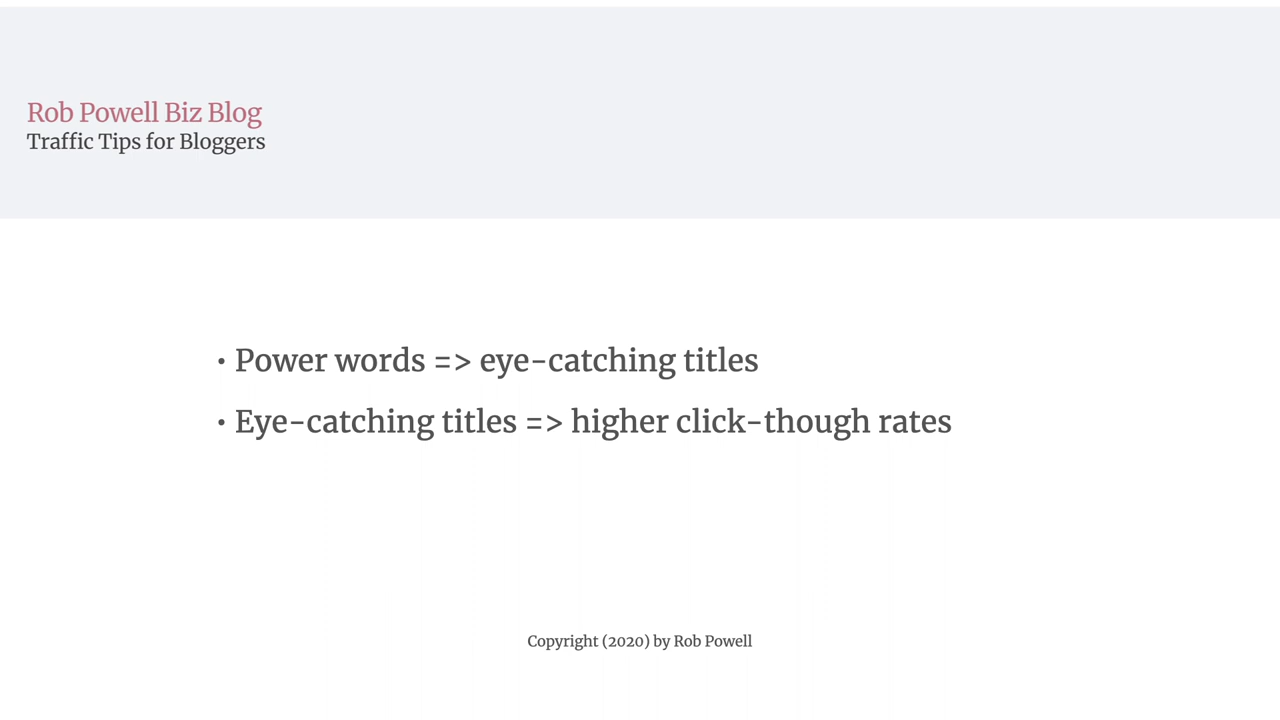 Rob Powell Biz Blog
Traffic Tips for Bloggers
• Power words => eye-catching titles
• Eye-catching titles => higher click-though rates
Copyright (2020) by Rob Powell